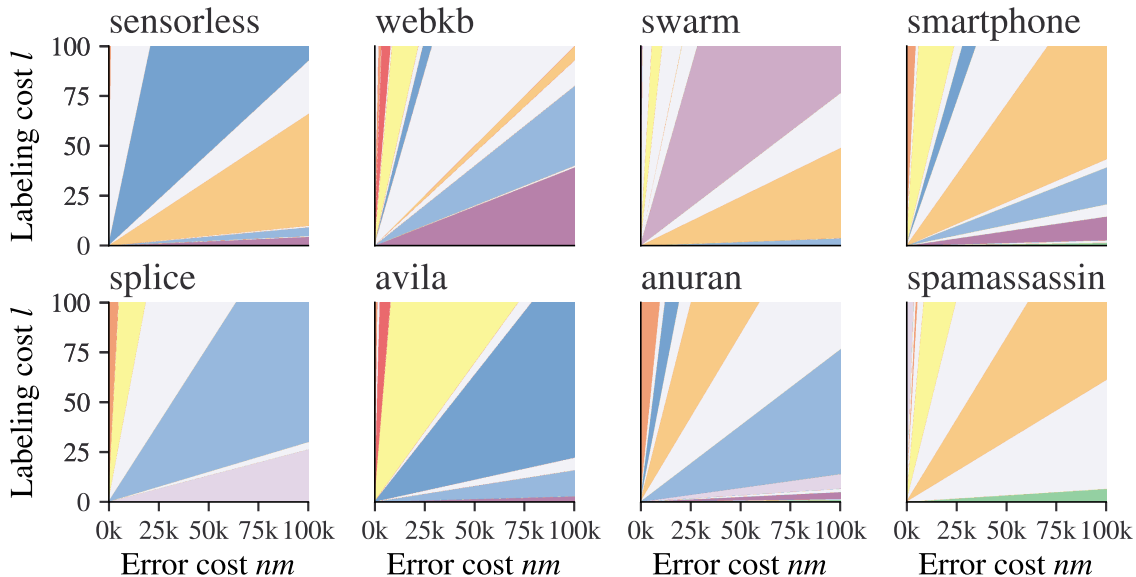 sensorless webkb swarm smartphone
Labeling cost l
100
75
50
25
0
splice avila anuran spamassassin
Labeling cost l
100
75
50
25
0
0k 25k 50k 75k 100k 0k 25k 50k 75k 100k 0k 25k 50k 75k 100k 0k 25k 50k 75k 100k
Error cost nm Error cost nm Error cost nm Error cost nm